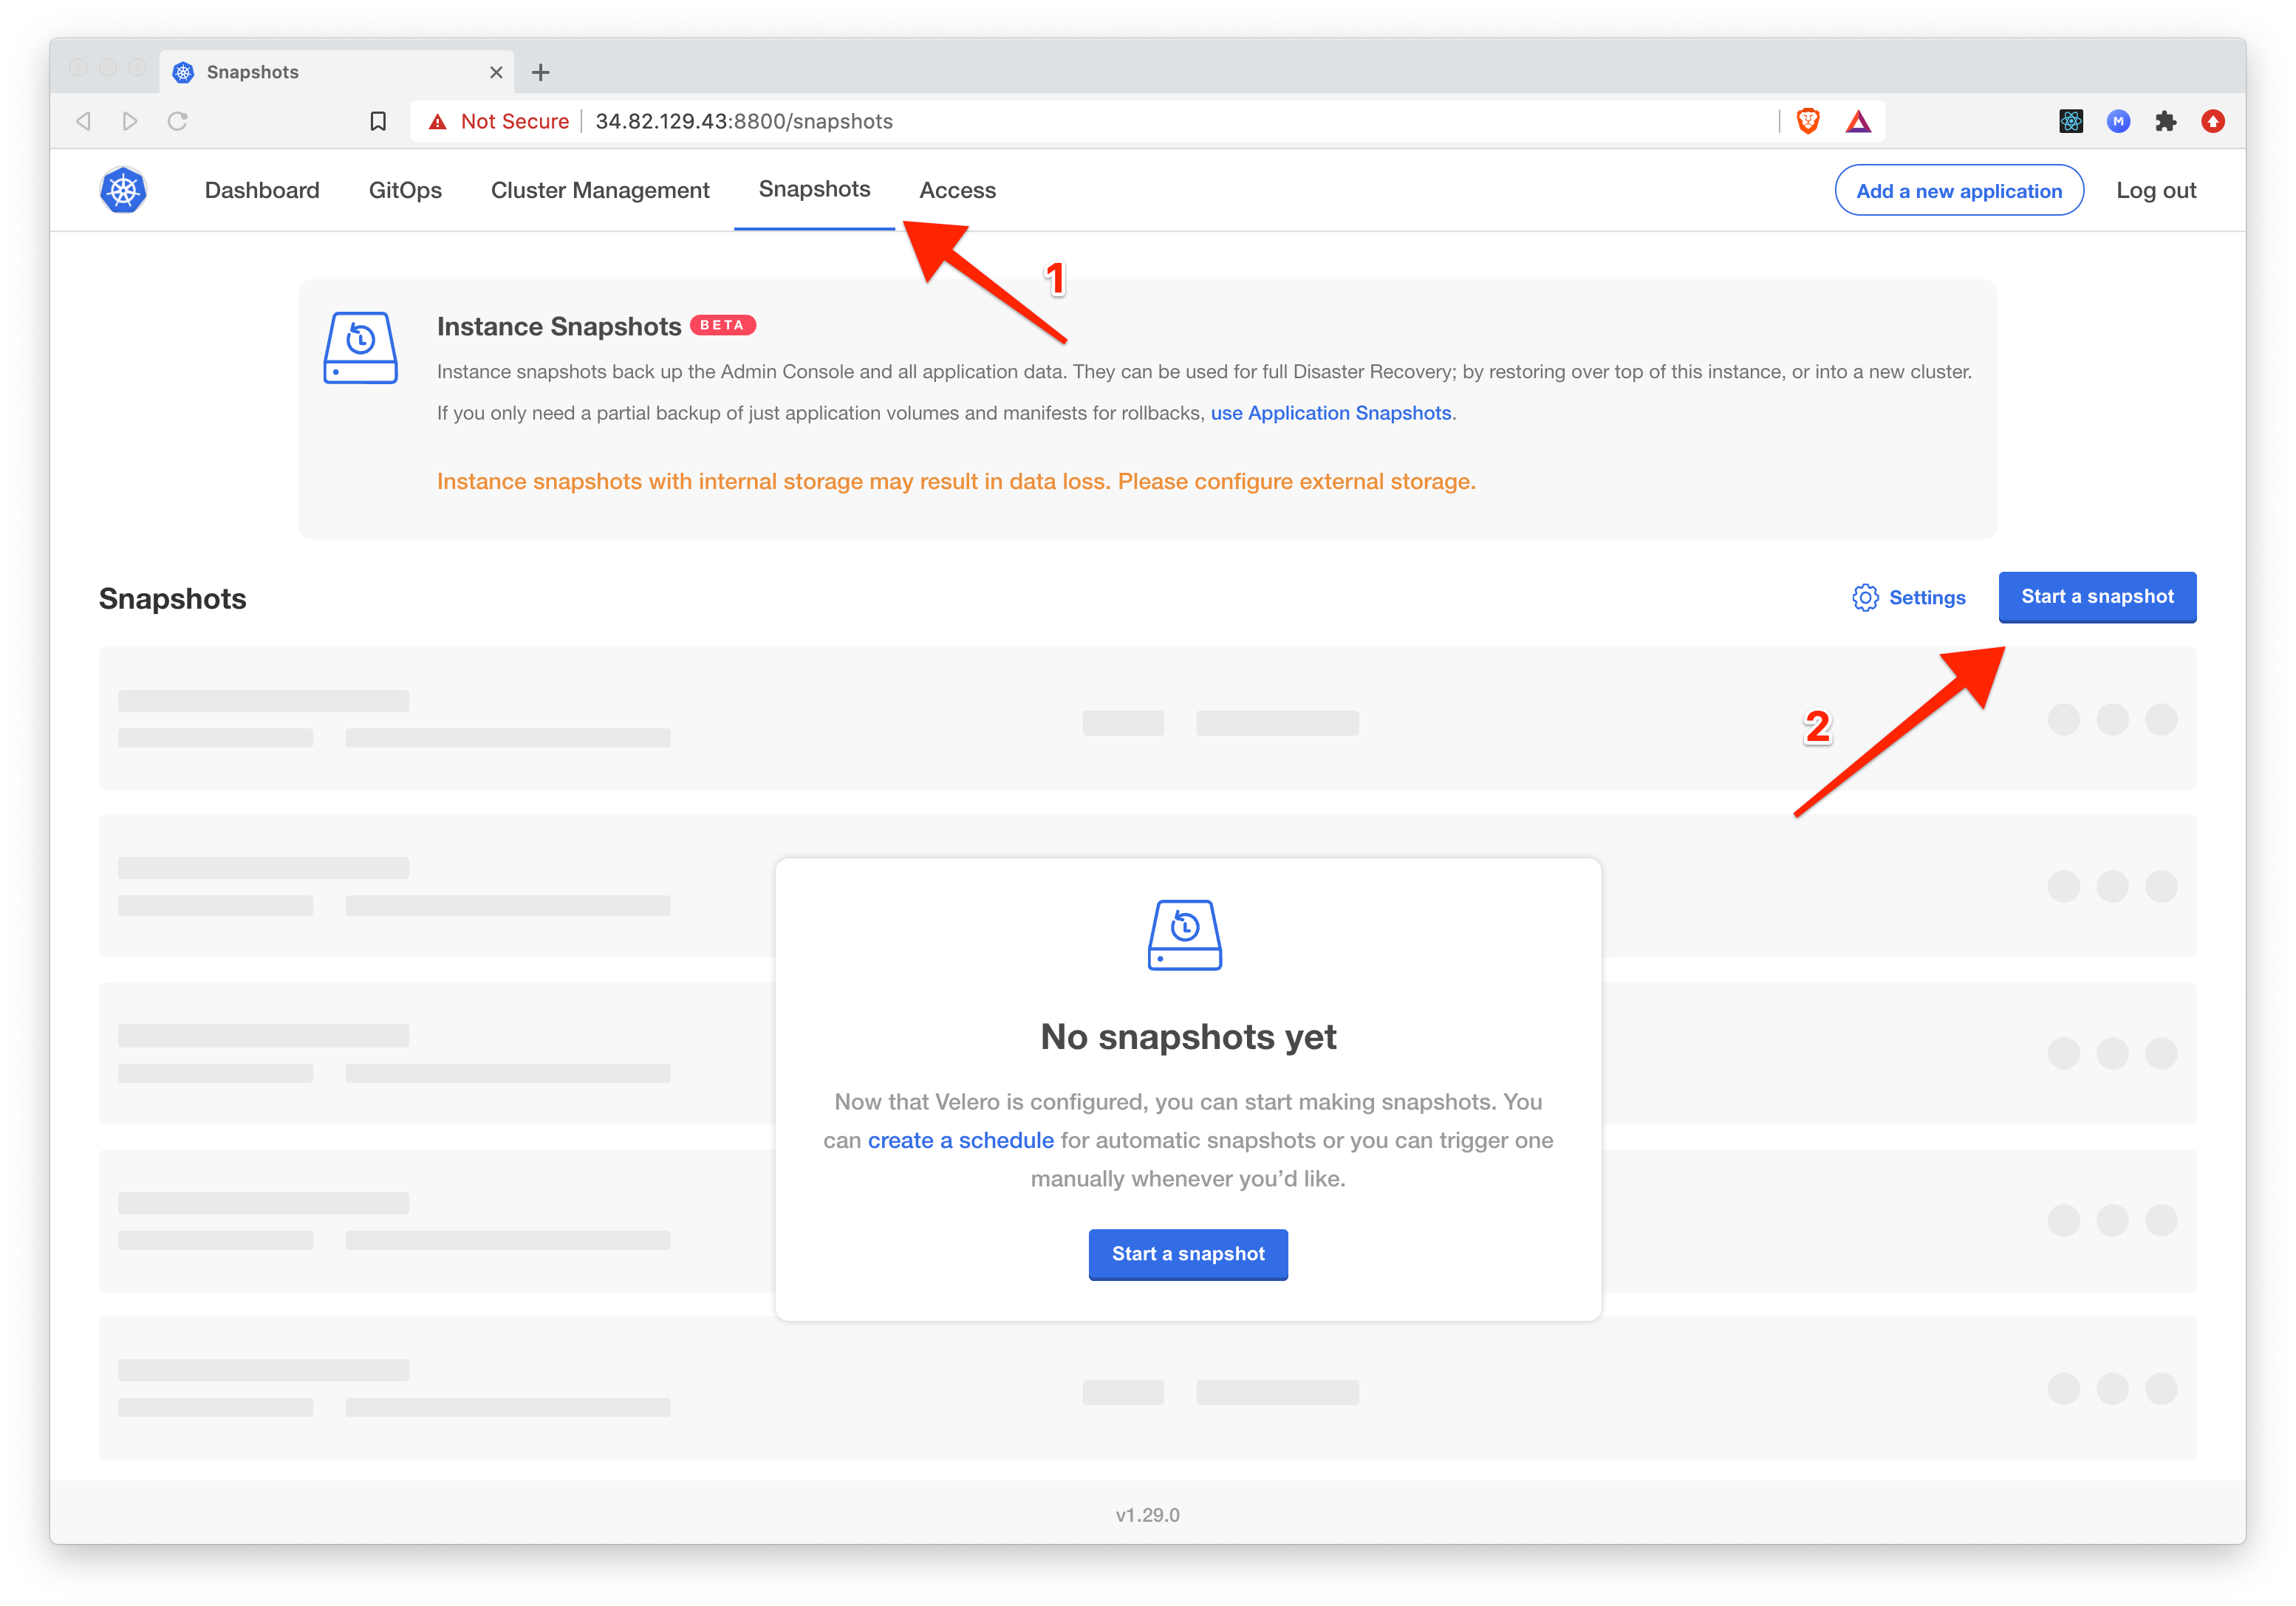 Snapshots
Not Secure 34.82.129.43:8800/snapshots
M
Dashboard GitOps Cluster Management Snapshots Access Add a new application Log out
1
Instance Snapshots BETA
Instance snapshots back up the Admin Console and all application data. They can be used for full Disaster Recovery; by restoring over top of this instance, or into a new cluster.
If you only need a partial backup of just application volumes and manifests for rollbacks, use Application Snapshots.
Instance snapshots with internal storage may result in data loss. Please configure external storage.
Snapshots Settings Start a snapshot
2
No snapshots yet
Now that Velero is configured, you can start making snapshots. You
can create a schedule for automatic snapshots or you can trigger one
manually whenever you’d like.
Start a snapshot
v1.29.0